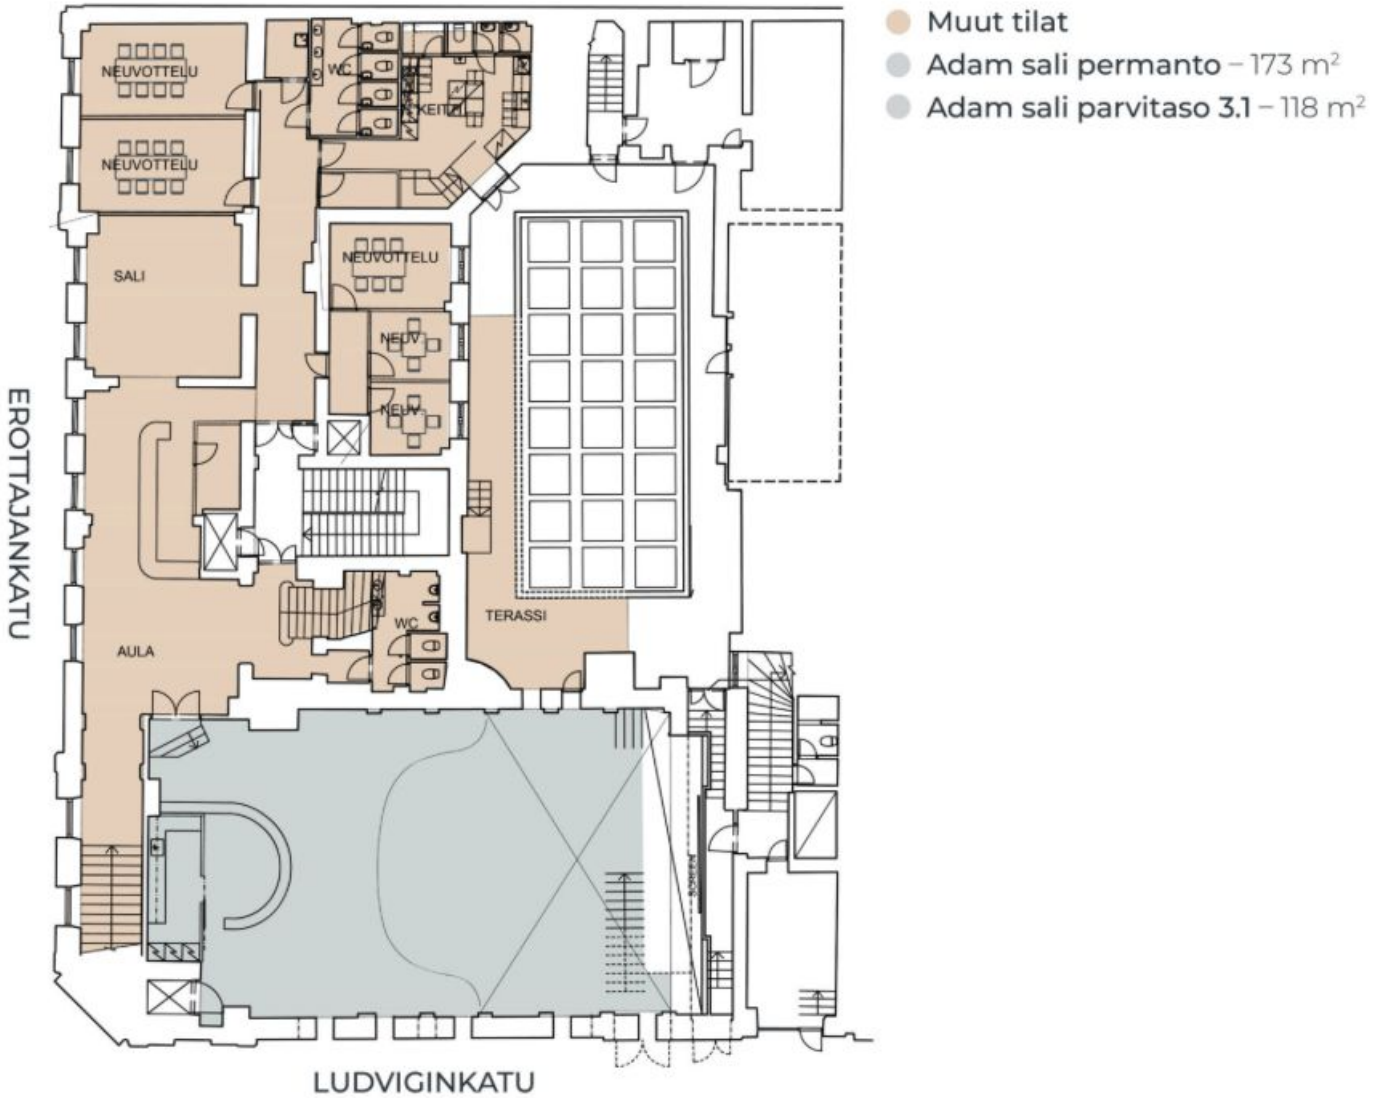 Muut tilat
Adam sali permanto – 173 m²
Adam sali parvitaso 3.1 – 118 m²
NEUVOTTELU
WC
KEITTIÖ
NEUVOTTELU
NEUVOTTELU
SALI
NEUV.
NEUV.
EROTTAJANKATU
TERASSI
WC
AULA
SCREEN
LUDVIGINKATU